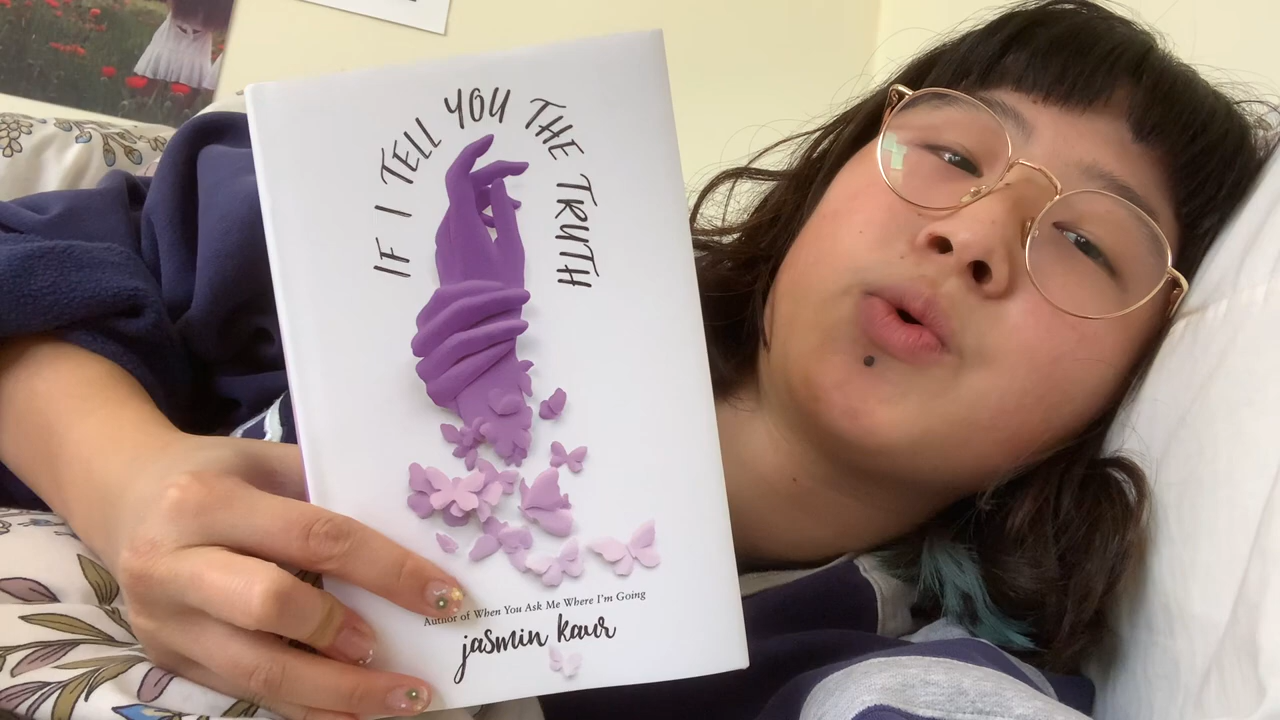 IF I TELL YOU THE TRUTH
Author of When You Ask Me Where I'm Going
jasmin kaur